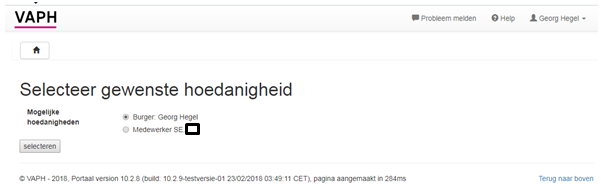 VAPH
Probleem melden Help Georg Hegel
Selecteer gewenste hoedanigheid
Mogelijke hoedanigheden
Burger: Georg Hegel
Medewerker SE
selecteren
© VAPH - 2018, Portaal version 10.2.8 (build: 10.2.9-testversie-01 23/02/2018 03:49:11 CET), pagina aangemaakt in 284ms Terug naar boven